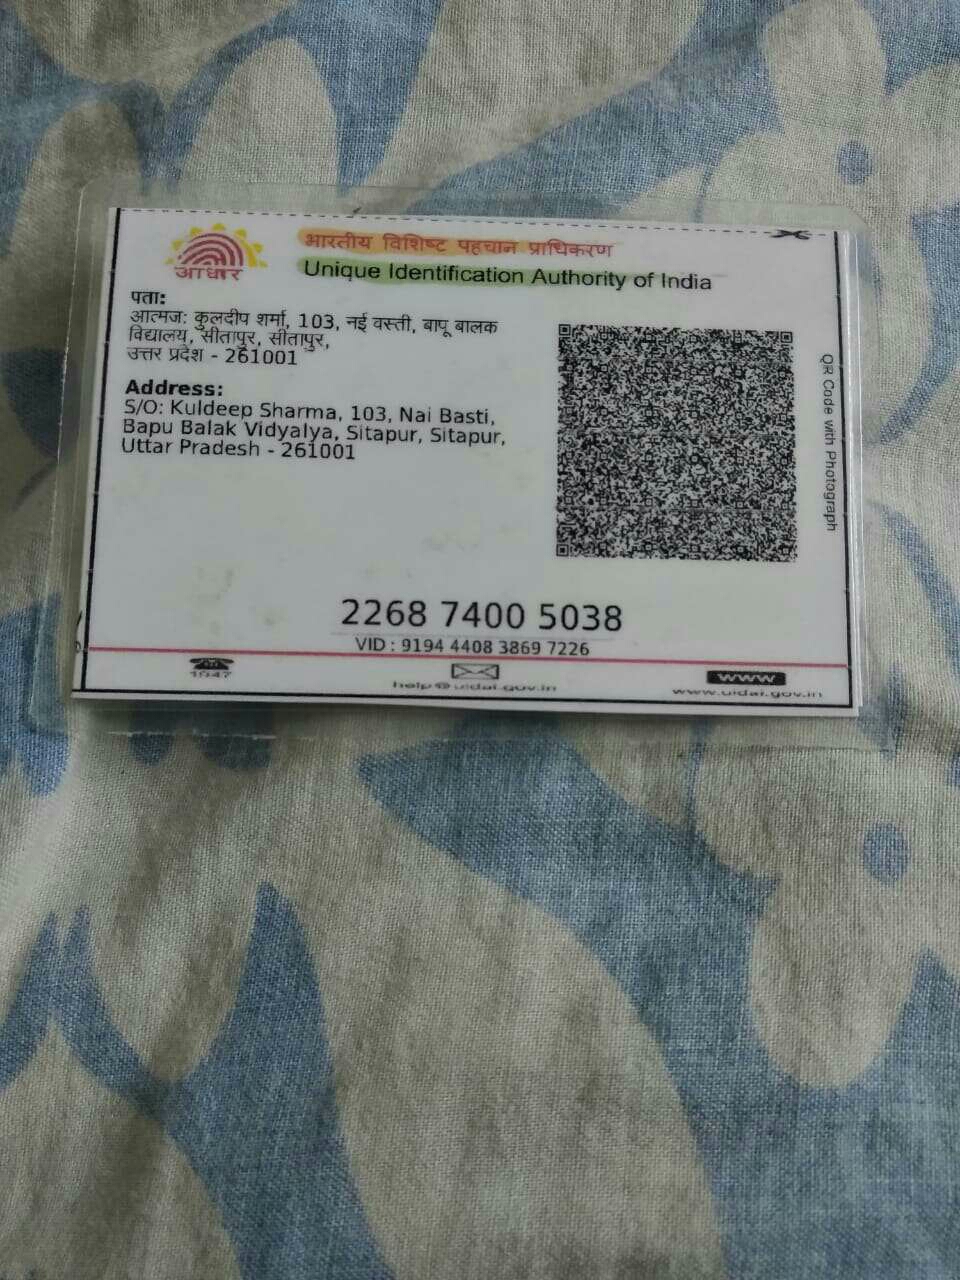 आधार
भारतीय विशिष्ट पहचान प्राधिकरण
Unique Identification Authority of India
पता:
आत्मज: कुलदीप शर्मा, 103, नई वस्ती, बापू बालक
विद्यालय, सीतापुर, सीतापुर,
उत्तर प्रदेश - 261001
Address:
S/O: Kuldeep Sharma, 103, Nai Basti,
Bapu Balak Vidyalya, Sitapur, Sitapur,
Uttar Pradesh - 261001
QR Code with Photograph
2268 7400 5038
VID : 9194 4408 3869 7226
1947
help@uidai.gov.in
www
www.uidai.gov.in